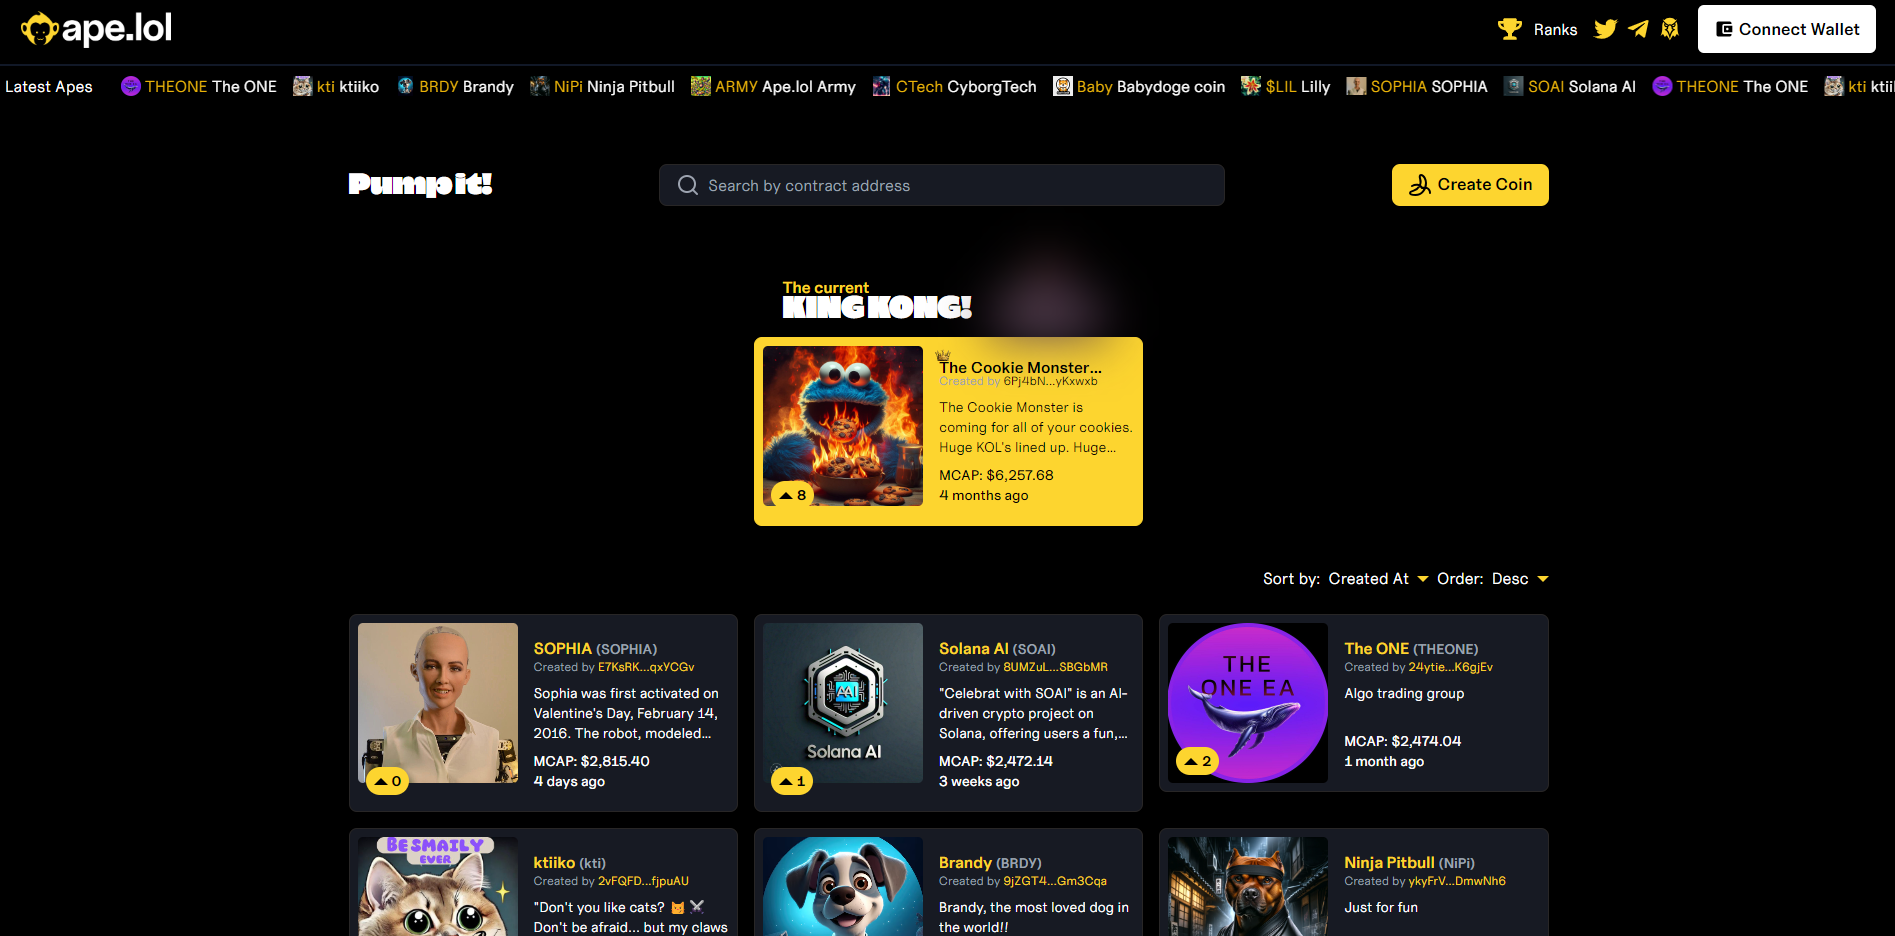 ape.lol
Ranks
Connect Wallet
Latest Apes THEONE The ONE kti ktiiko BRDY Brandy NiPi Ninja Pitbull ARMY Ape.lol Army CTech CyborgTech Baby Babydoge coin $LIL Lilly SOPHIA SOPHIA SOAI Solana AI THEONE The ONE kti
Pump it!
Search by contract address
Create Coin
The current
KING KONG!
The Cookie Monster...
Created by 6Pj4bN...yKxwxb
The Cookie Monster is
coming for all of your cookies.
Huge KOL's lined up. Huge...
MCAP: $6,257.68
4 months ago
8
Sort by: Created At Order: Desc
SOPHIA (SOPHIA)
Created by E7KsRK...qxYCGv
Sophia was first activated on
Valentine's Day, February 14,
2016. The robot, modeled...
MCAP: $2,815.40
4 days ago
0
Solana AI
Solana AI (SOAI)
Created by 8UMZuL...SBGbMR
"Celebrat with SOAI" is an AI-
driven crypto project on
Solana, offering users a fun,...
MCAP: $2,472.14
3 weeks ago
1
THE
ONE EA
The ONE (THEONE)
Created by 24ytie...K6gjEv
Algo trading group
MCAP: $2,474.04
1 month ago
2
BE SMAILY
EVER
ktiiko (kti)
Created by 2vFQFD...fjpuAU
"Don't you like cats? 😼 ⚔
Don't be afraid... but my claws
Brandy (BRDY)
Created by 9jZGT4...Gm3Cqa
Brandy, the most loved dog in
the world!!
Ninja Pitbull (NiPi)
Created by ykyFrV...DmwNh6
Just for fun